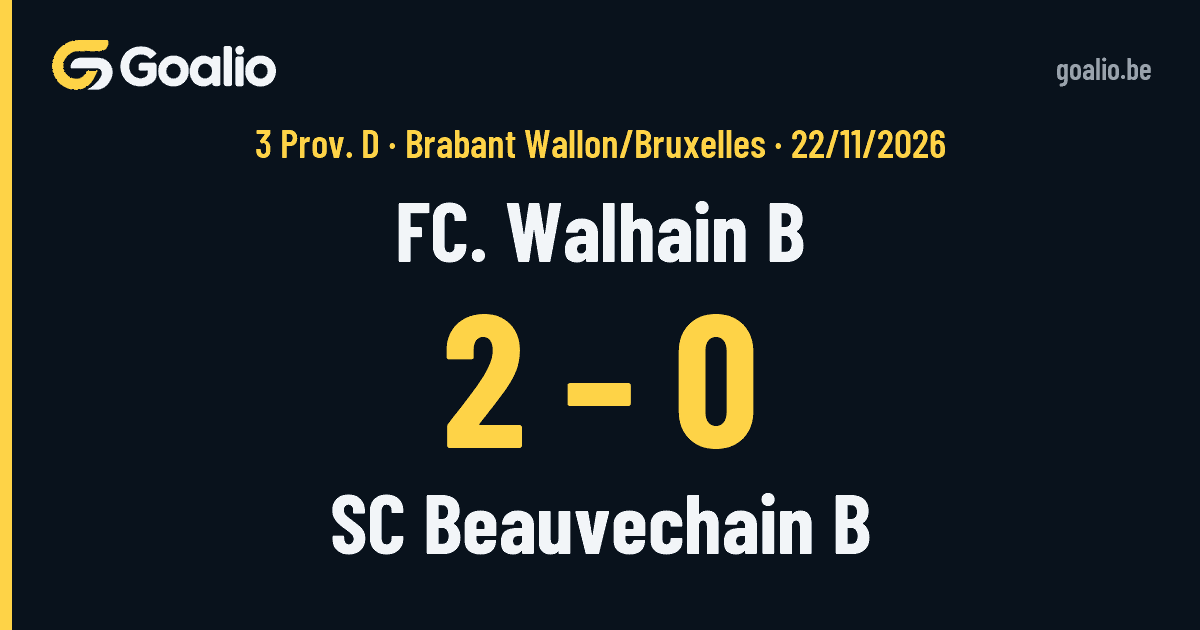 Goalio
goalio.be
3 Prov. D · Brabant Wallon/Bruxelles · 22/11/2026
FC. Walhain B
2 - 0
SC Beauvechain B